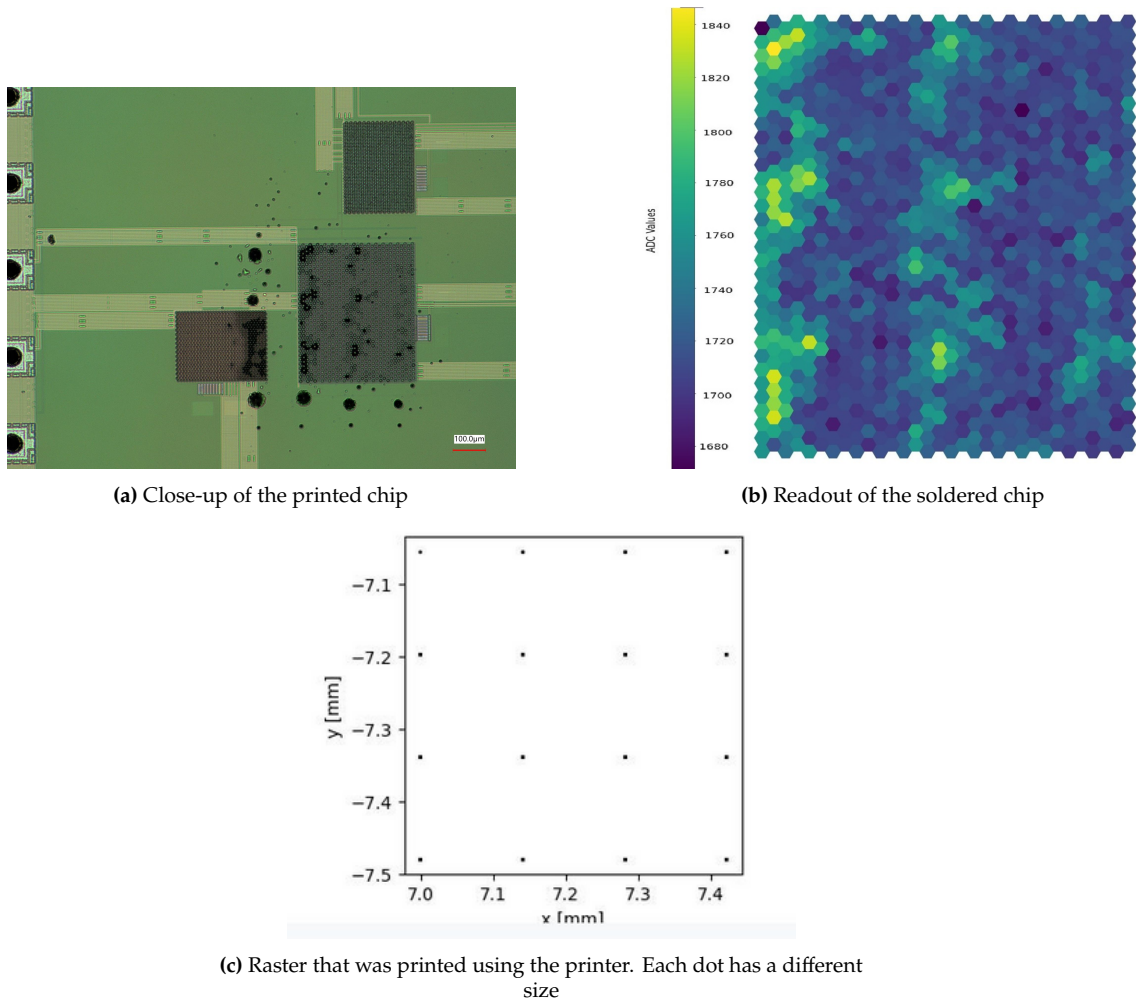 100.0μm
(a) Close-up of the printed chip
1840
1820
1800
1780
1760
1740
1720
1700
1680
ADC Values
(b) Readout of the soldered chip
−7.1
−7.2
−7.3
−7.4
−7.5
y [mm]
7.0 7.1 7.2 7.3 7.4
x [mm]
(c) Raster that was printed using the printer. Each dot has a different
size